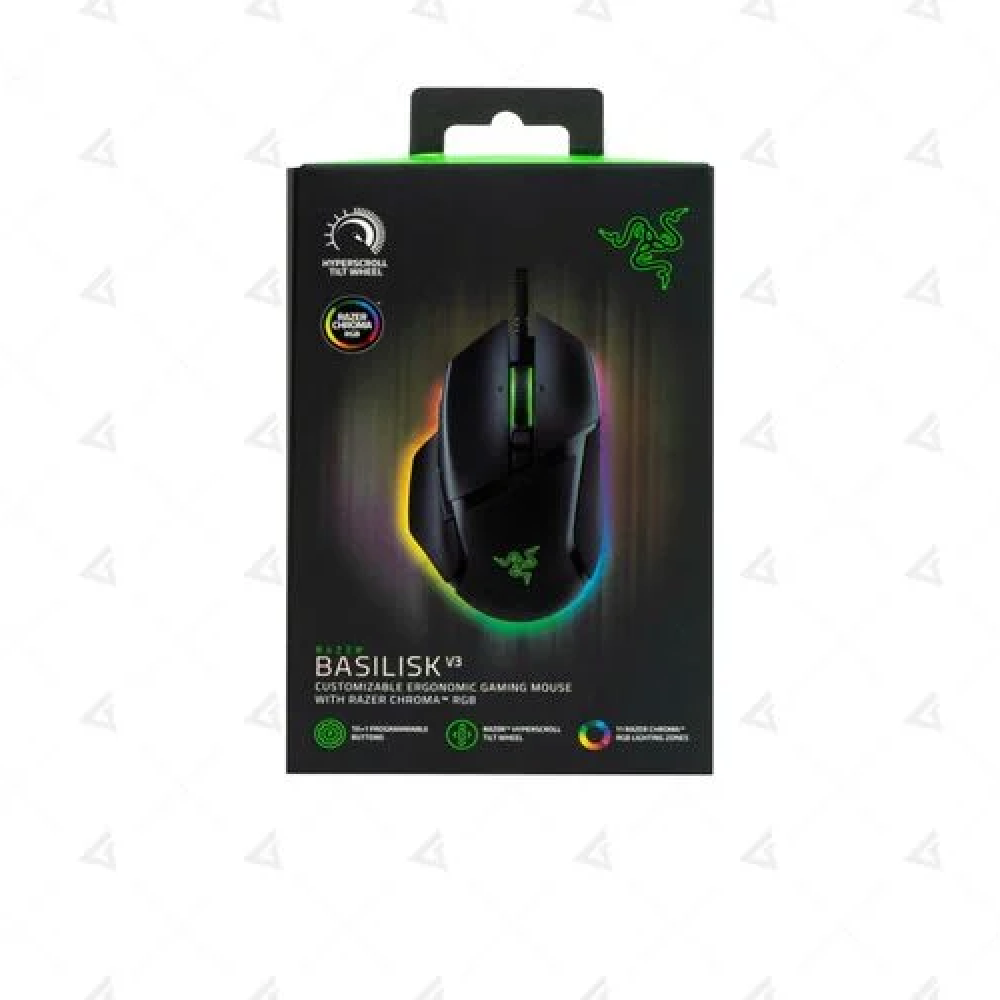 HYPERSCROLL
TILT WHEEL
RAZER
CHROMA
RGB
RAZER
BASILISK V3
CUSTOMIZABLE ERGONOMIC GAMING MOUSE
WITH RAZER CHROMA™ RGB
10+1 PROGRAMMABLE
BUTTONS
RAZER™ HYPERSCROLL
TILT WHEEL
11 RAZER CHROMA™
RGB LIGHTING ZONES